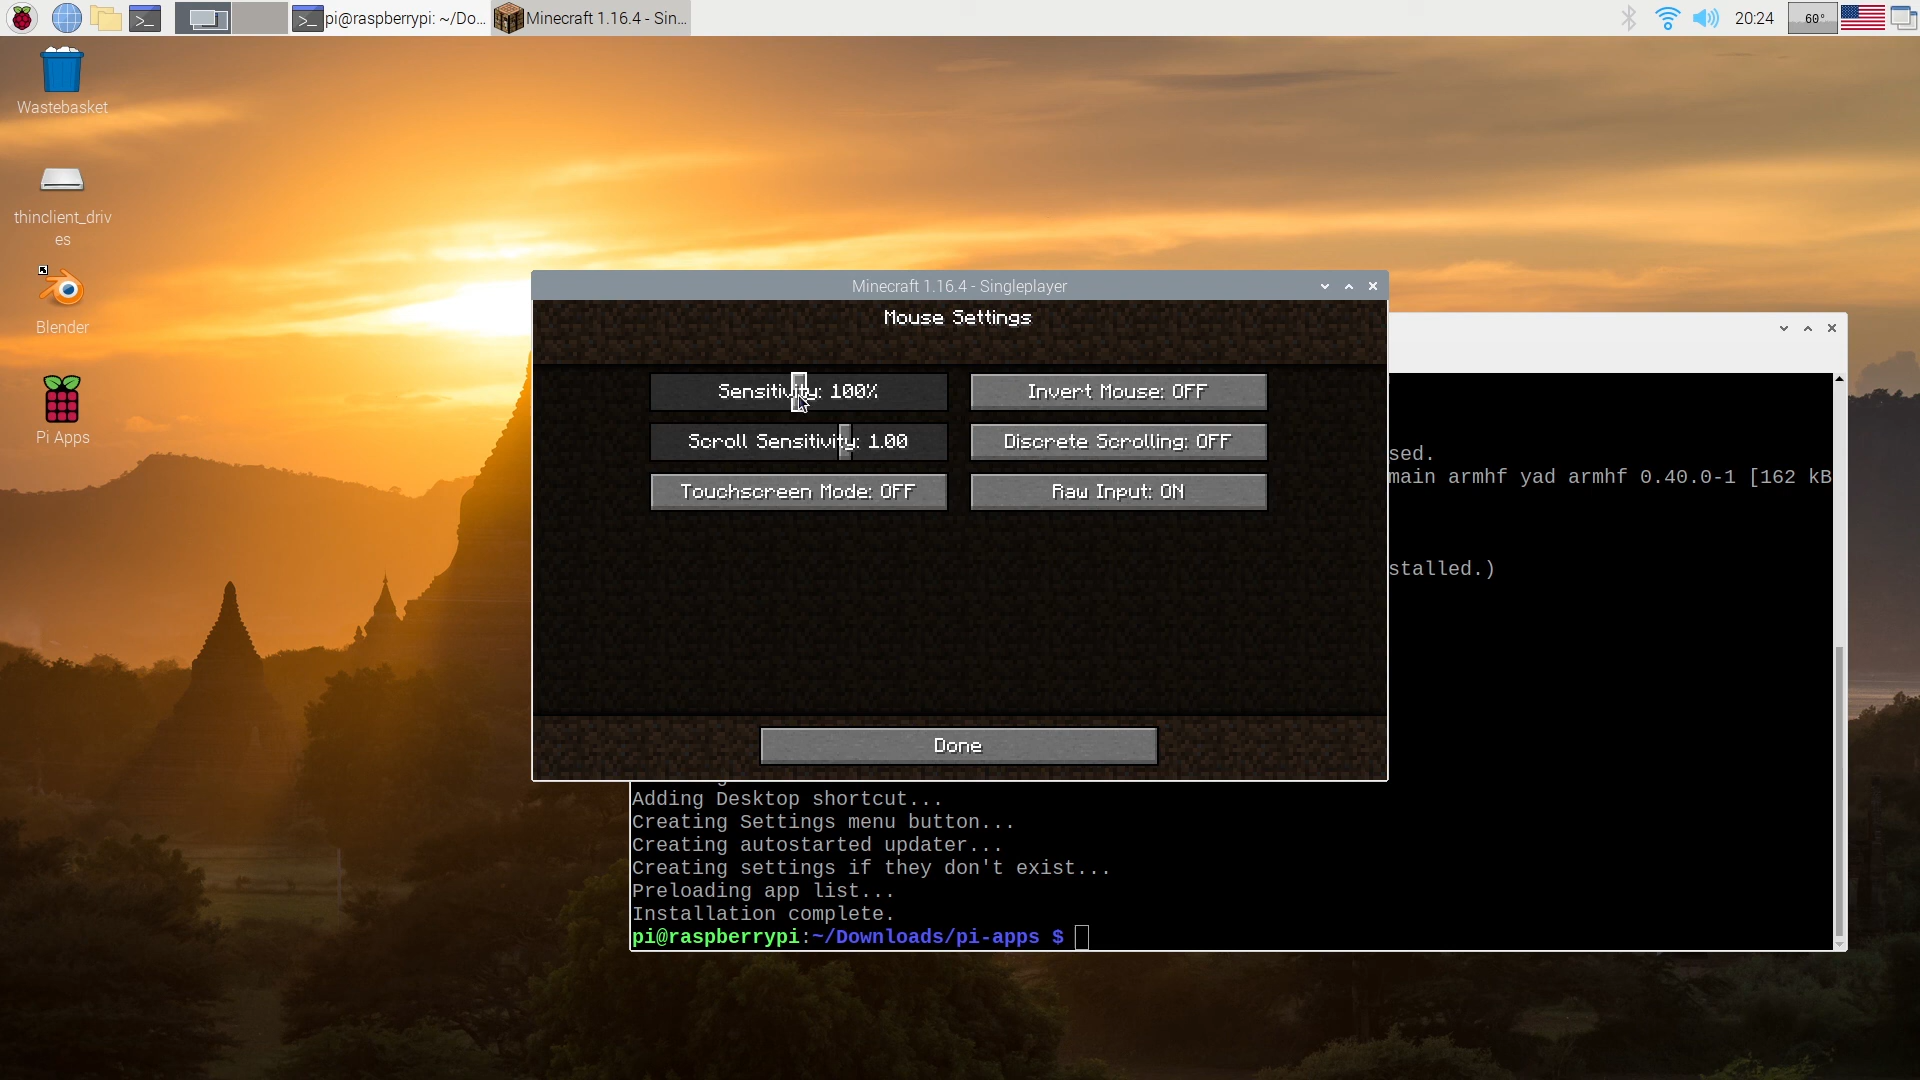 pi@raspberrypi: ~/Do...
Minecraft 1.16.4 - Sin...
20:24
60°
Wastebasket
thinclient_driv
es
Blender
Pi Apps
Minecraft 1.16.4 - Singleplayer
Mouse Settings
Sensitivity: 100%
Invert Mouse: OFF
Scroll Sensitivity: 1.00
Discrete Scrolling: OFF
Touchscreen Mode: OFF
Raw Input: ON
Done
sed.
main armhf yad armhf 0.40.0-1 [162 kB
stalled.)
Adding Desktop shortcut...
Creating Settings menu button...
Creating autostarted updater...
Creating settings if they don't exist...
Preloading app list...
Installation complete.
pi@raspberrypi:~/Downloads/pi-apps $